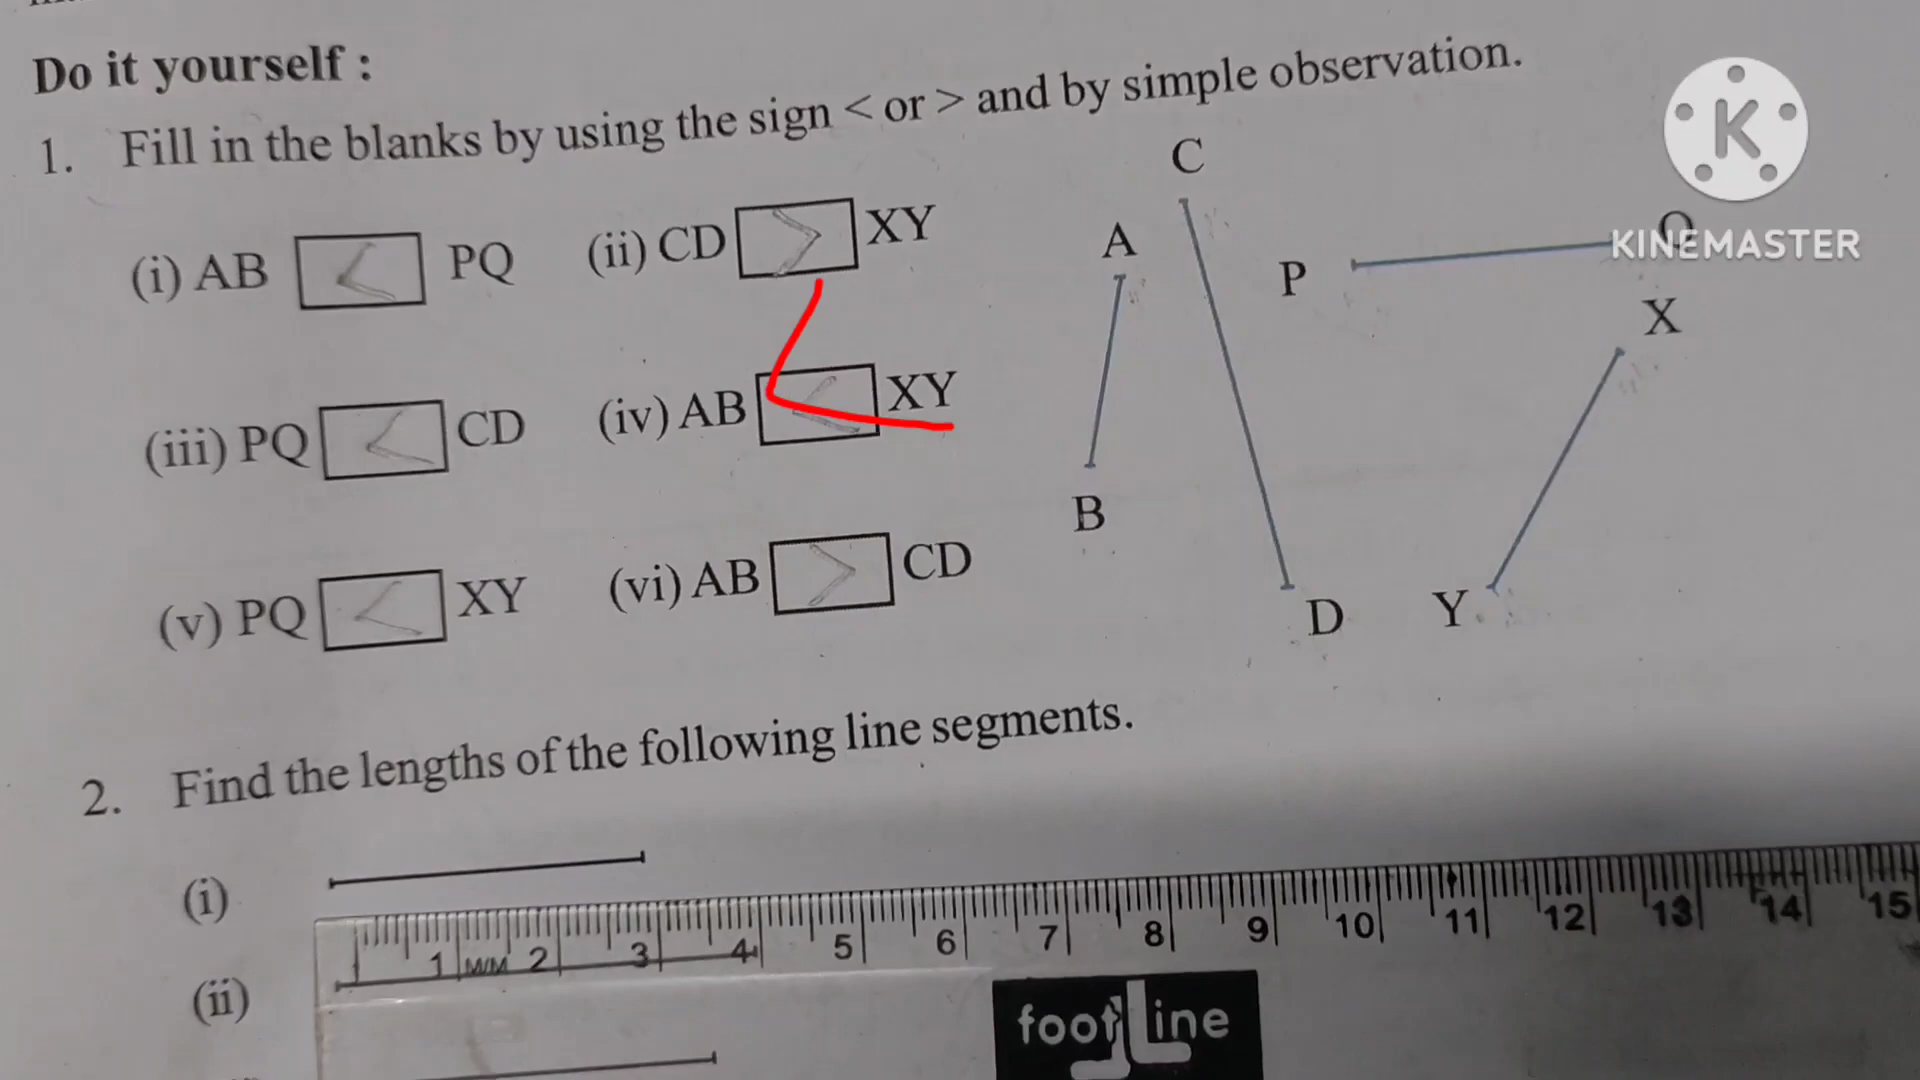 Do it yourself :
1. Fill in the blanks by using the sign < or > and by simple observation.
(i) AB < PQ (ii) CD > XY
(iii) PQ < CD (iv) AB < XY
(v) PQ < XY (vi) AB > CD
C
A
P
Q
X
B
D
Y
KINEMASTER
2. Find the lengths of the following line segments.
(i)
1 MM 2 3 4 5 6 7 8 9 10 11 12 13 14 15
(ii)
foot Line